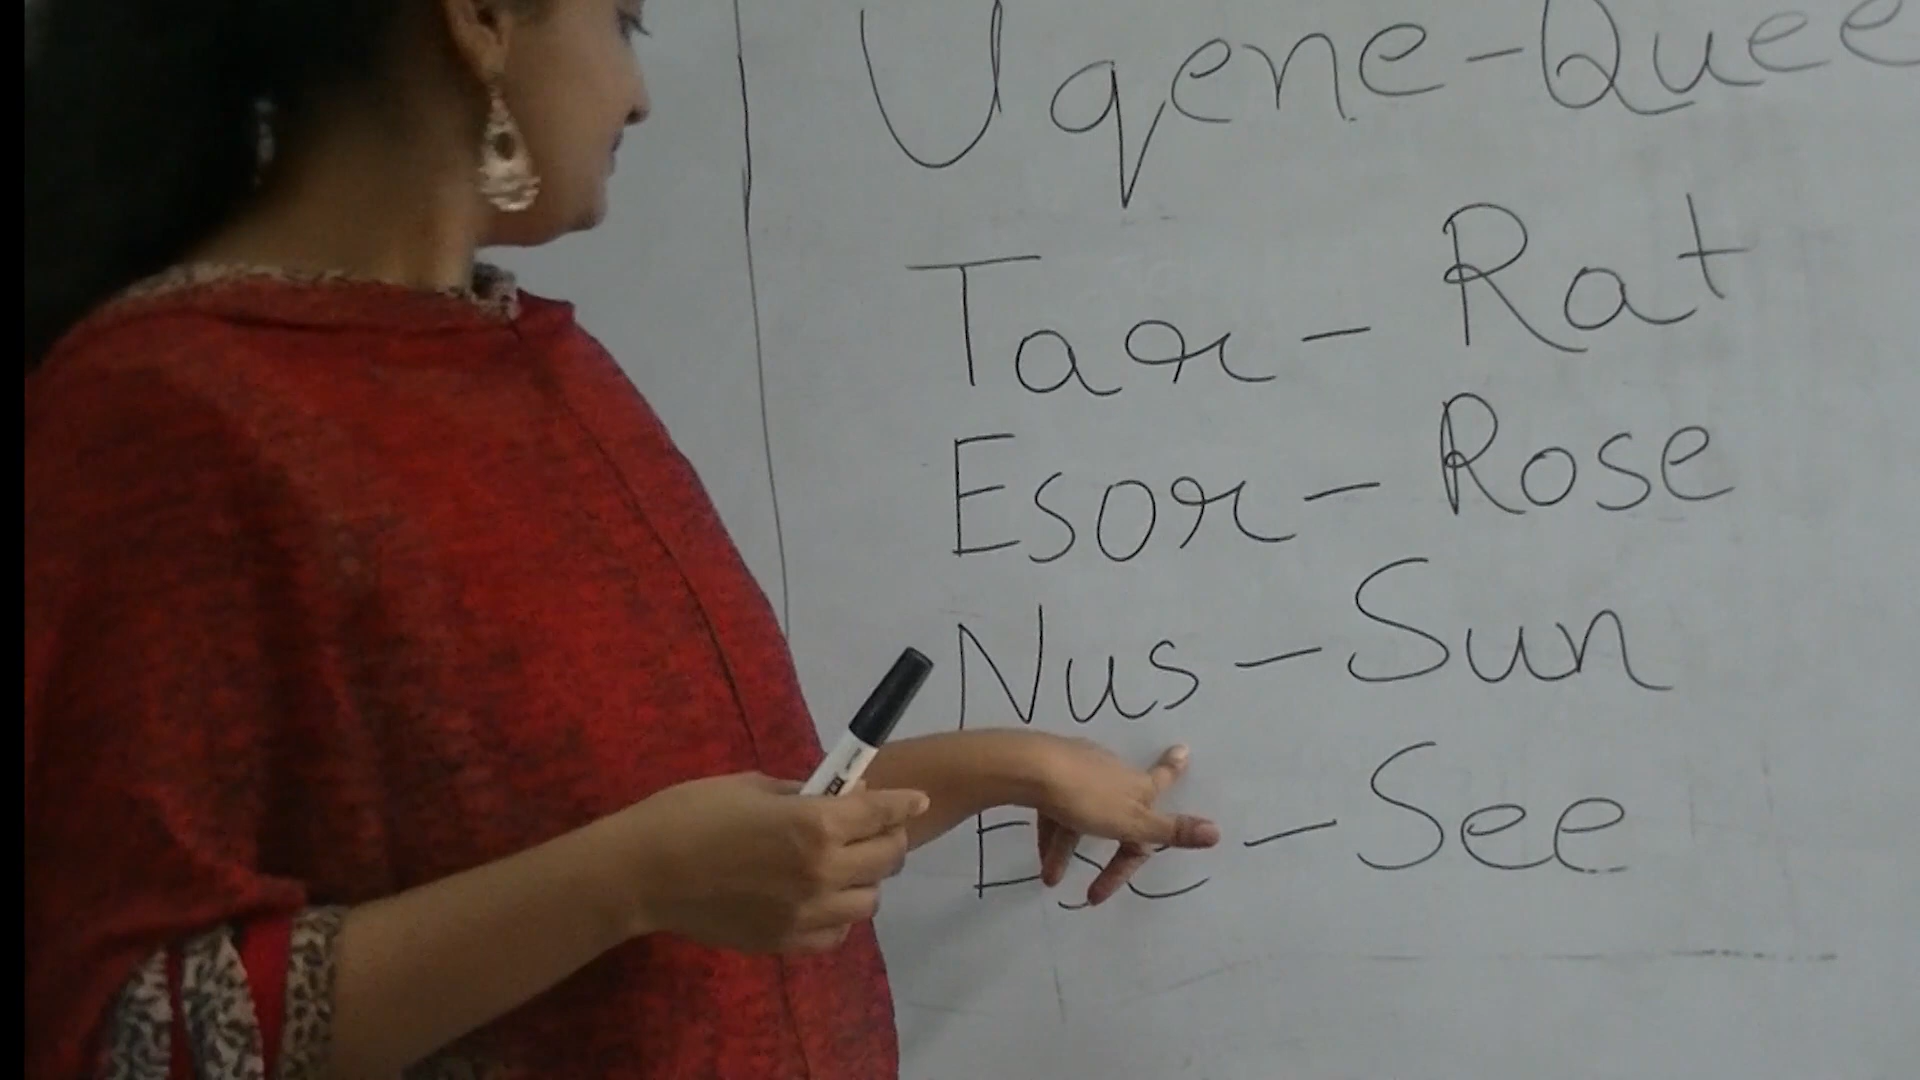 Uqene - Quee
Tar - Rat
Esor - Rose
Nus - Sun
- See